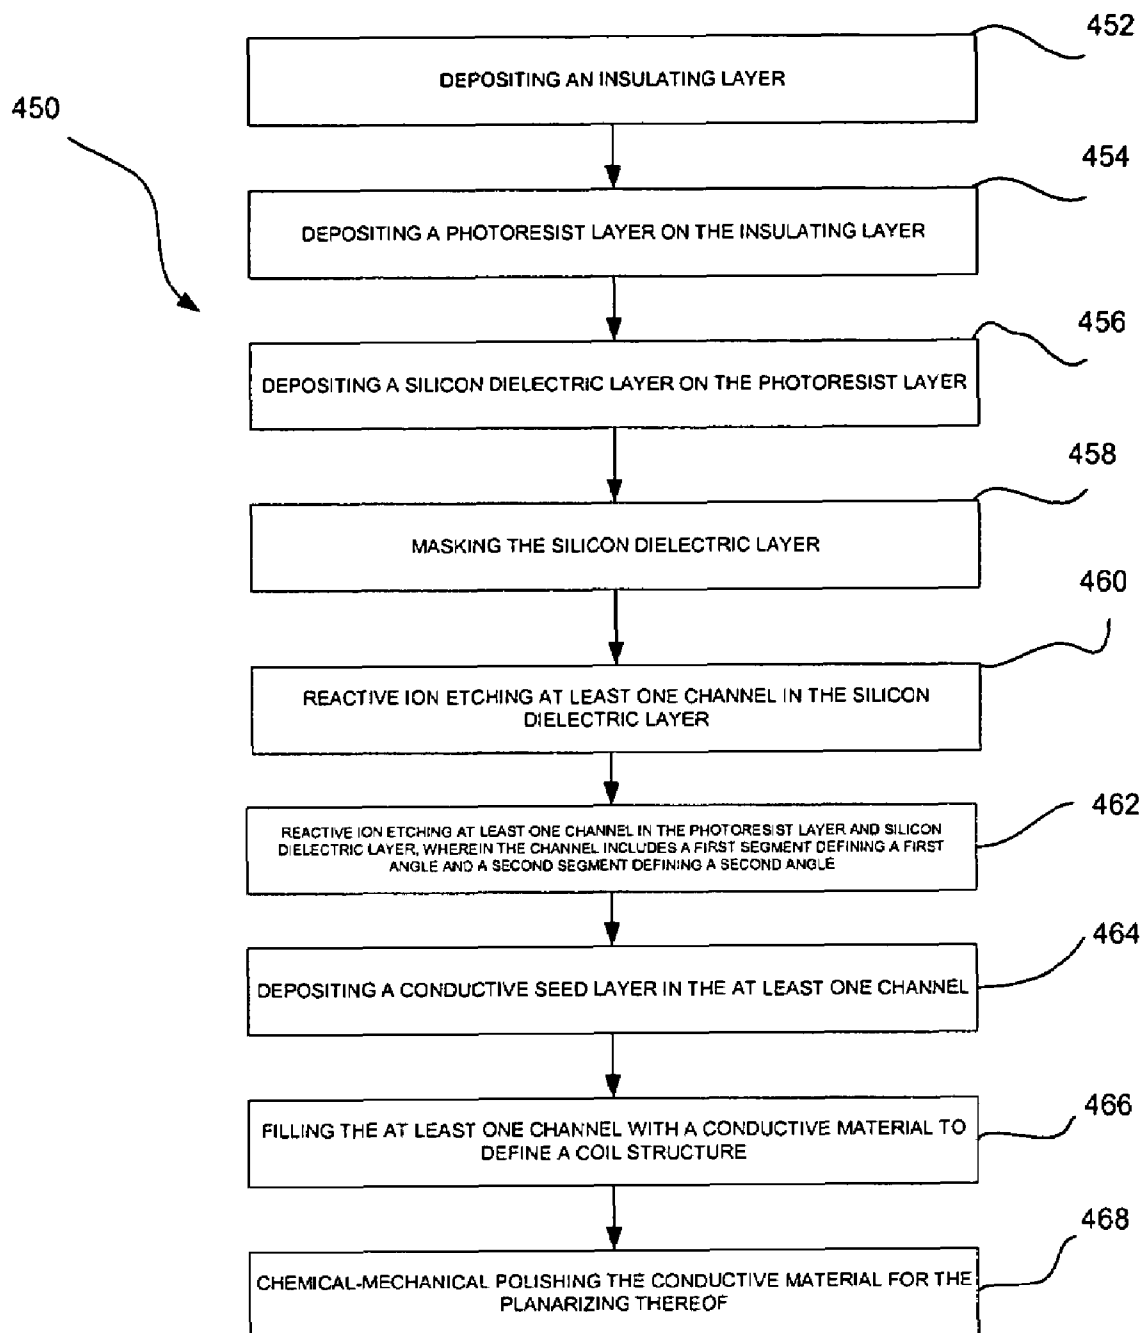 452
DEPOSITING AN INSULATING LAYER
450
454
DEPOSITING A PHOTORESIST LAYER ON THE INSULATING LAYER
456
DEPOSITING A SILICON DIELECTRIC LAYER ON THE PHOTORESIST LAYER
458
MASKING THE SILICON DIELECTRIC LAYER
460
REACTIVE ION ETCHING AT LEAST ONE CHANNEL IN THE SILICON
DIELECTRIC LAYER
462
REACTIVE ION ETCHING AT LEAST ONE CHANNEL IN THE PHOTORESIST LAYER AND SILICON
DIELECTRIC LAYER, WHEREIN THE CHANNEL INCLUDES A FIRST SEGMENT DEFINING A FIRST
ANGLE AND A SECOND SEGMENT DEFINING A SECOND ANGLE
464
DEPOSITING A CONDUCTIVE SEED LAYER IN THE AT LEAST ONE CHANNEL
466
FILLING THE AT LEAST ONE CHANNEL WITH A CONDUCTIVE MATERIAL TO
DEFINE A COIL STRUCTURE
468
CHEMICAL-MECHANICAL POLISHING THE CONDUCTIVE MATERIAL FOR THE
PLANARIZING THEREOF